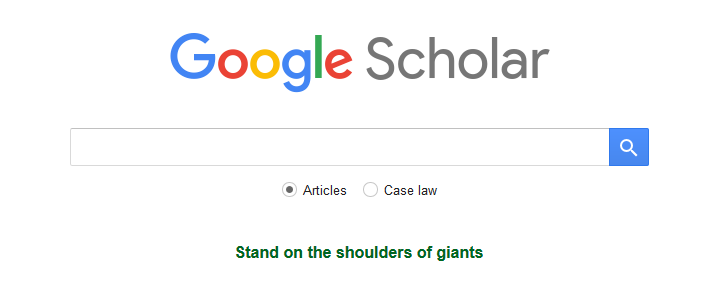 Google Scholar
Articles Case law
Stand on the shoulders of giants